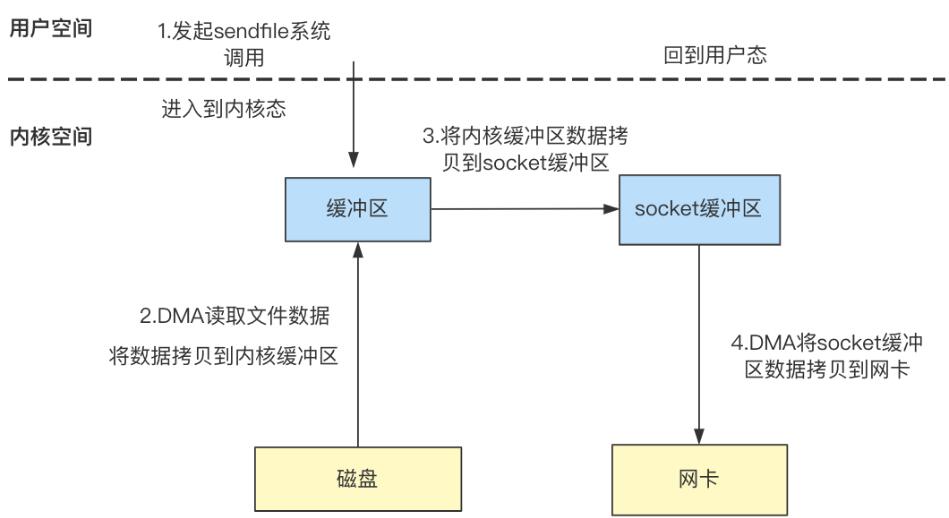 用户空间
1.发起sendfile系统
调用
回到用户态
进入到内核态
内核空间
3.将内核缓冲区数据拷
贝到socket缓冲区
缓冲区
socket缓冲区
2.DMA读取文件数据
将数据拷贝到内核缓冲区
4.DMA将socket缓冲
区数据拷贝到网卡
磁盘
网卡